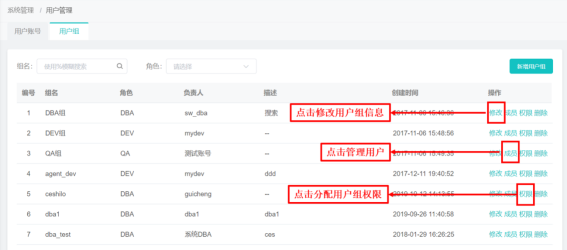 系统管理 / 用户管理
用户账号 用户组
组名: 支持%模糊搜索 角色: 请选择 新增用户组
编号 组名 角色 负责人 描述 创建时间 操作
1 DBA组 DBA sw_dba 搜索 点击修改用户组信息 修改 成员 权限 删除
2 DEV组 DEV mydev -- 2017-11-06 15:48:56 修改 成员 权限 删除
3 QA组 QA 测试账号 -- 点击管理用户 修改 成员 权限 删除
4 agent_dev DEV mydev ddd 2017-12-11 19:40:52 修改 成员 权限 删除
5 ceshilo DBA guicheng 点击分配用户组权限 修改 成员 权限 删除
6 dba1 DBA dba1 dba1 2019-09-26 11:40:58 修改 成员 权限 删除
7 dba_test DBA 系统DBA ces 2018-01-29 16:26:25 修改 成员 权限 删除